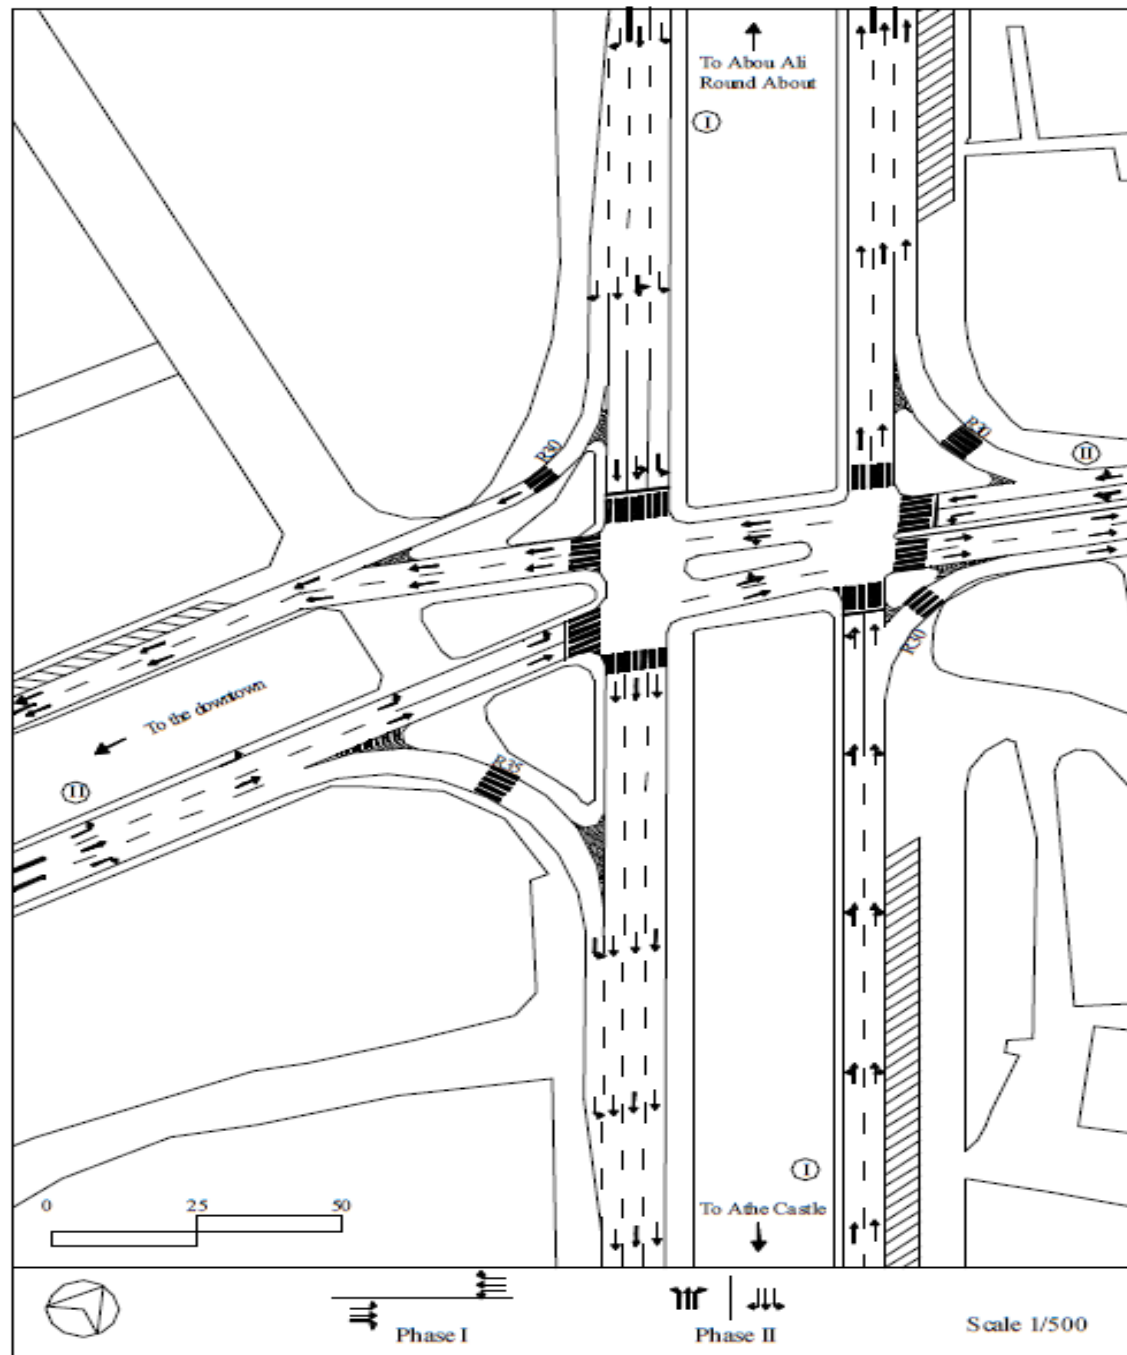 To Abou Ali
Round About
I
R30
R30
II
R30
To the downtown
R35
II
I
0 25 50
To Athe Castle
Phase I
Phase II
Scale 1/500